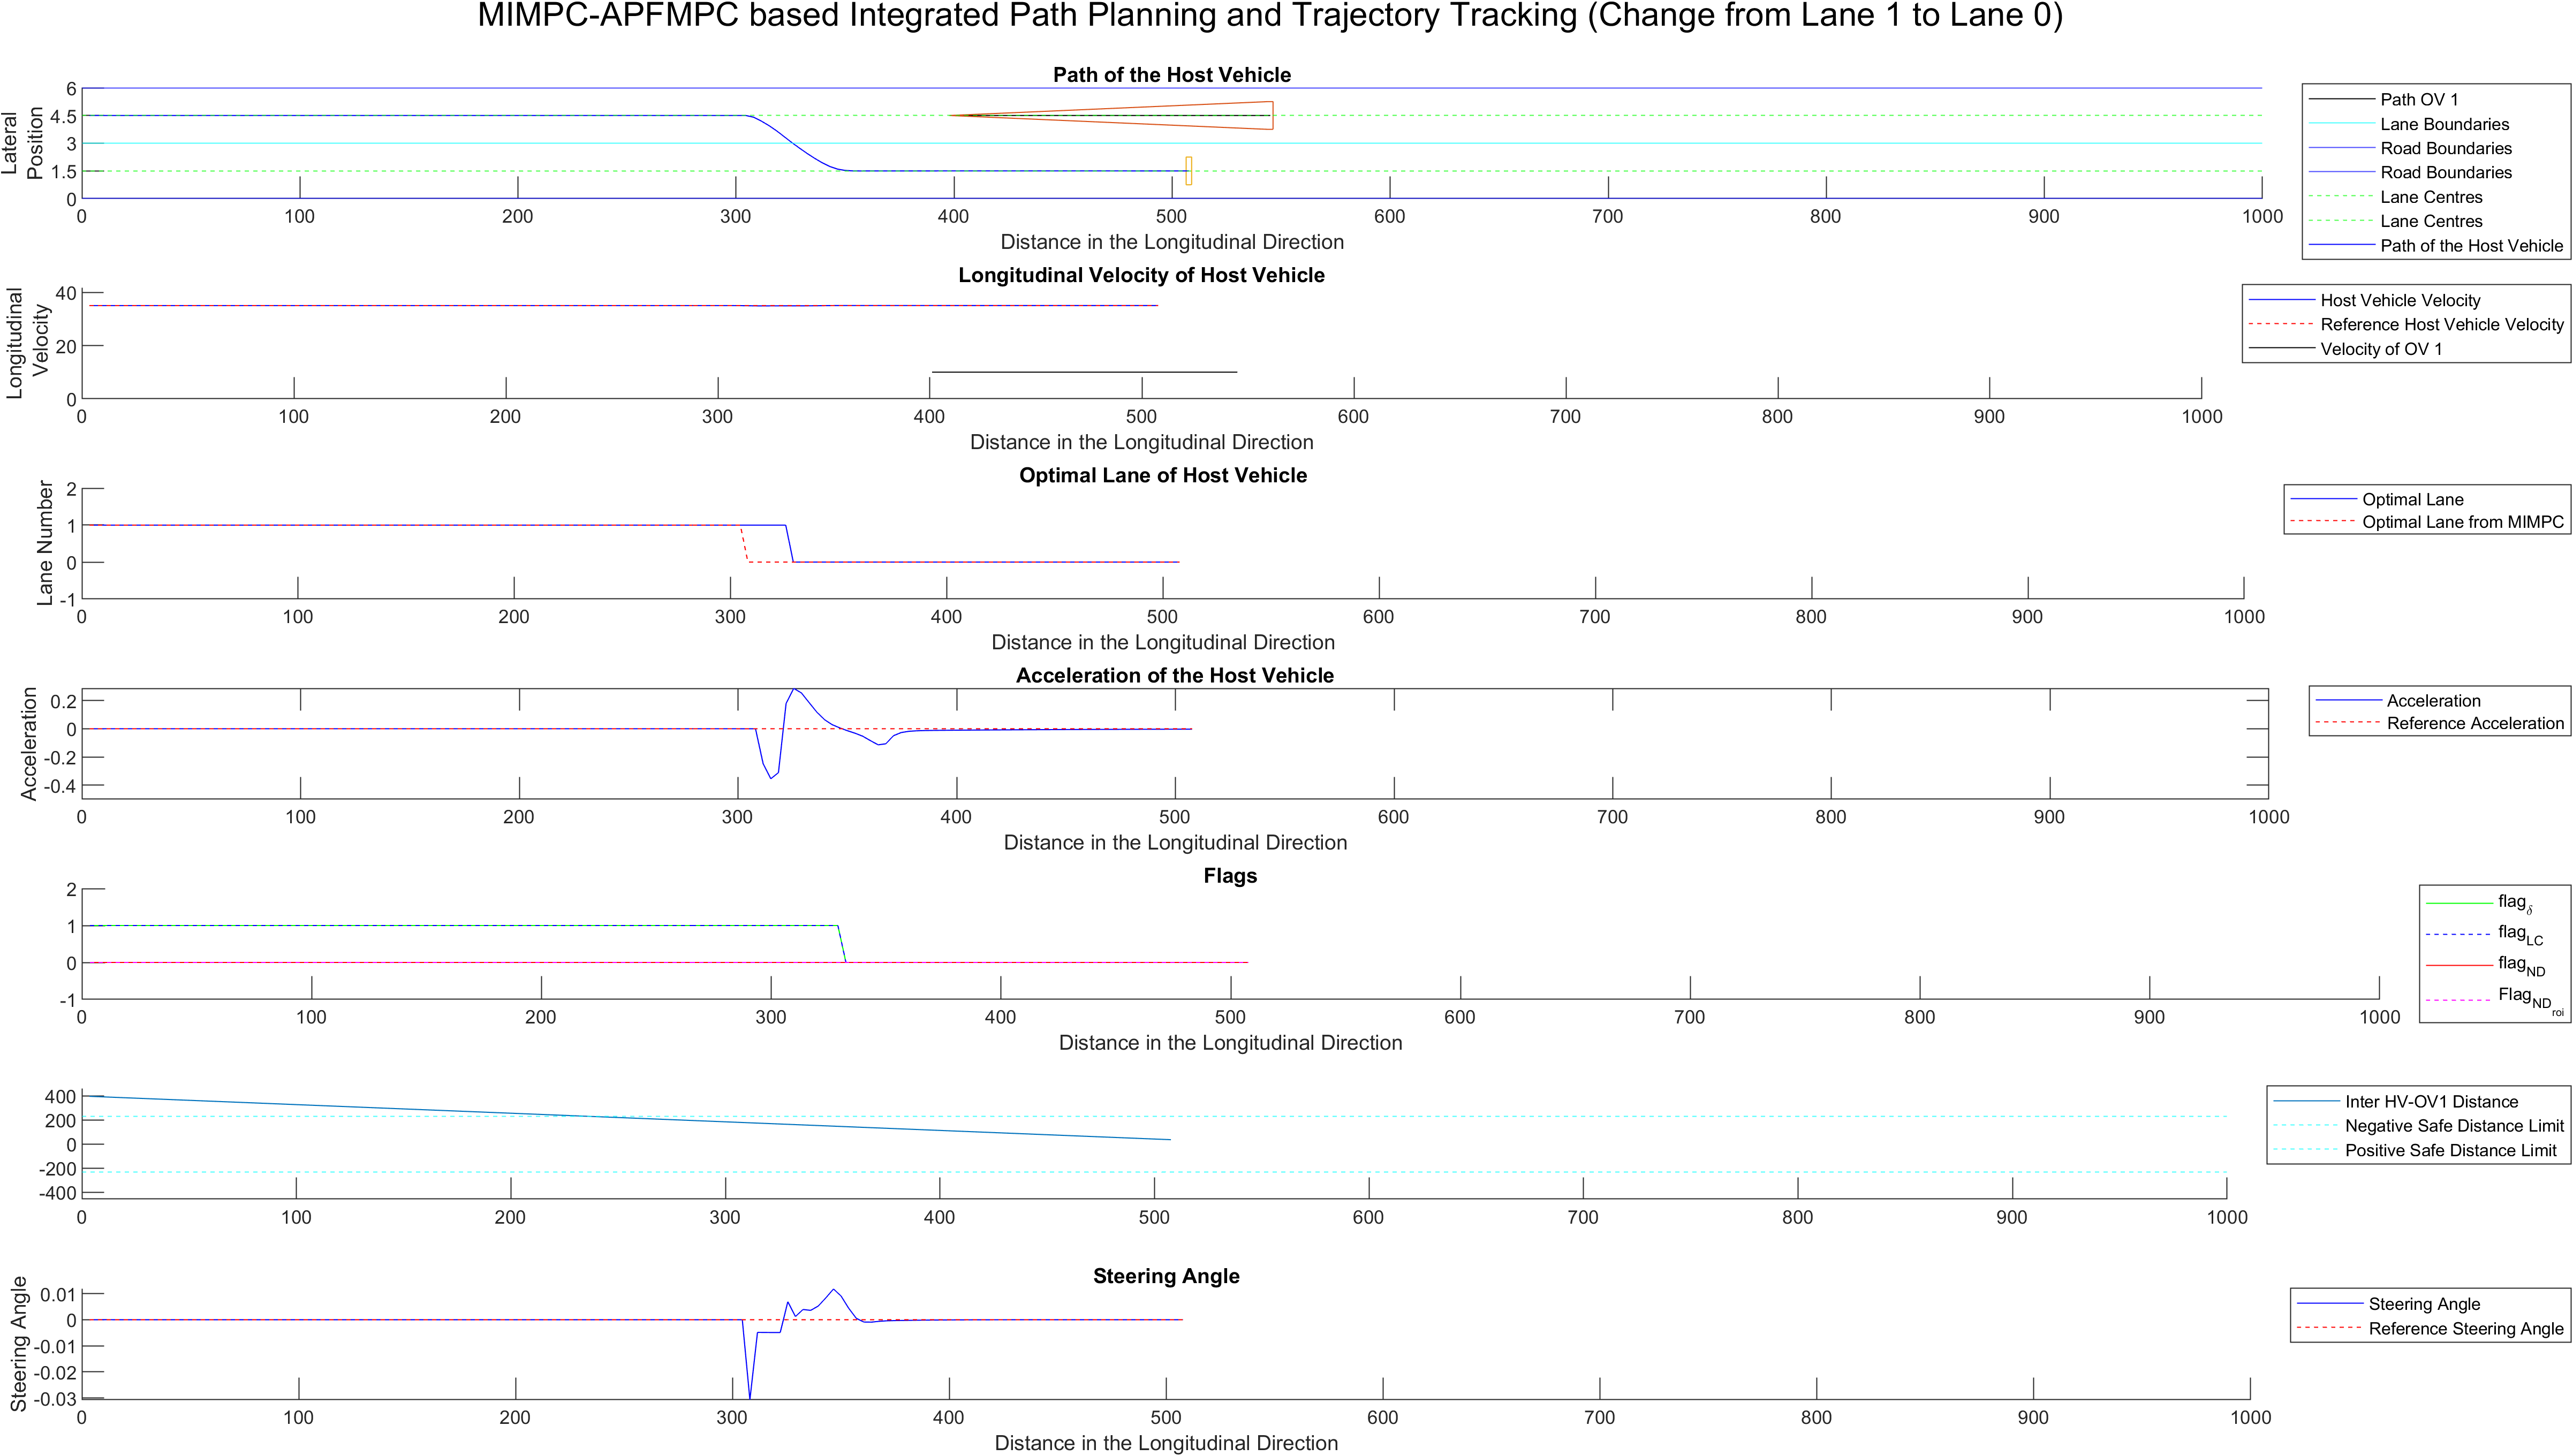 MIMPC-APFMPC based Integrated Path Planning and Trajectory Tracking (Change from Lane 1 to Lane 0)
Path of the Host Vehicle
Lateral
Position
6
4.5
3
1.5
0
0 100 200 300 400 500 600 700 800 900 1000
Distance in the Longitudinal Direction
Path OV 1
Lane Boundaries
Road Boundaries
Road Boundaries
Lane Centres
Lane Centres
Path of the Host Vehicle
Longitudinal Velocity of Host Vehicle
Longitudinal
Velocity
40
20
0
0 100 200 300 400 500 600 700 800 900 1000
Distance in the Longitudinal Direction
Host Vehicle Velocity
Reference Host Vehicle Velocity
Velocity of OV 1
Optimal Lane of Host Vehicle
Lane Number
2
1
0
-1
0 100 200 300 400 500 600 700 800 900 1000
Distance in the Longitudinal Direction
Optimal Lane
Optimal Lane from MIMPC
Acceleration of the Host Vehicle
Acceleration
0.2
0
-0.2
-0.4
0 100 200 300 400 500 600 700 800 900 1000
Distance in the Longitudinal Direction
Acceleration
Reference Acceleration
Flags
2
1
0
-1
0 100 200 300 400 500 600 700 800 900 1000
Distance in the Longitudinal Direction
flagδ
flagLC
flagND
FlagNDroi
400
200
0
-200
-400
0 100 200 300 400 500 600 700 800 900 1000
Inter HV-OV1 Distance
Negative Safe Distance Limit
Positive Safe Distance Limit
Steering Angle
Steering Angle
0.01
0
-0.01
-0.02
-0.03
0 100 200 300 400 500 600 700 800 900 1000
Distance in the Longitudinal Direction
Steering Angle
Reference Steering Angle